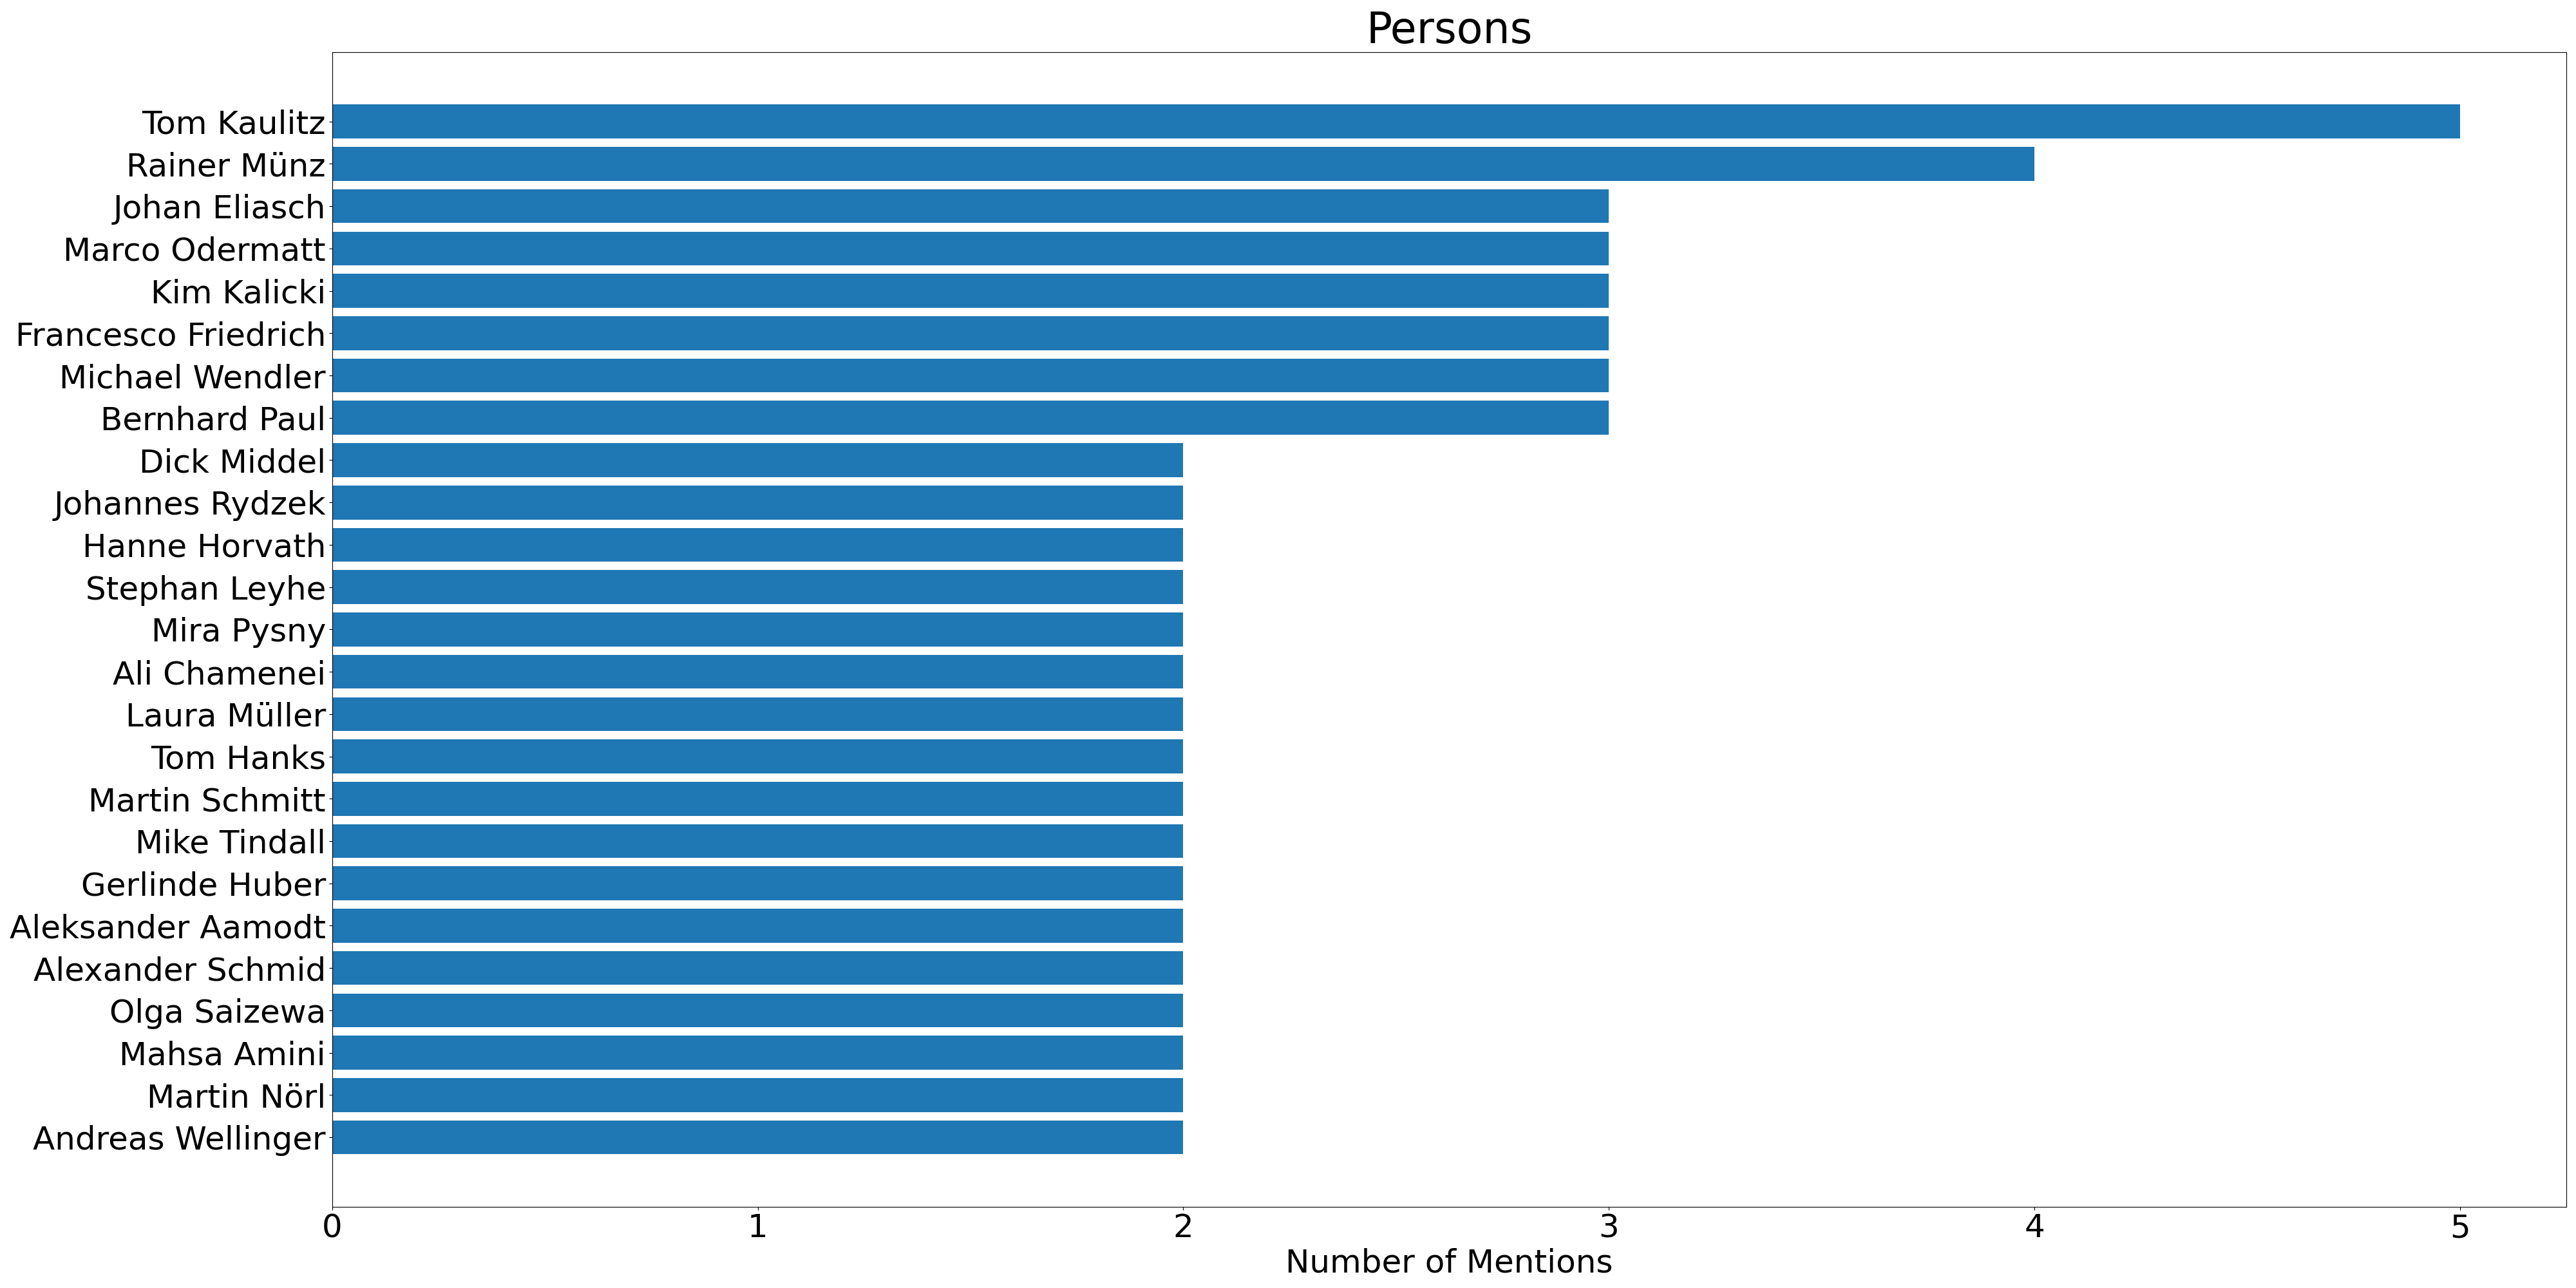 Persons
Tom Kaulitz
Rainer Münz
Johan Eliasch
Marco Odermatt
Kim Kalicki
Francesco Friedrich
Michael Wendler
Bernhard Paul
Dick Middel
Johannes Rydzek
Hanne Horvath
Stephan Leyhe
Mira Pysny
Ali Chamenei
Laura Müller
Tom Hanks
Martin Schmitt
Mike Tindall
Gerlinde Huber
Aleksander Aamodt
Alexander Schmid
Olga Saizewa
Mahsa Amini
Martin Nörl
Andreas Wellinger
0 1 2 3 4 5
Number of Mentions